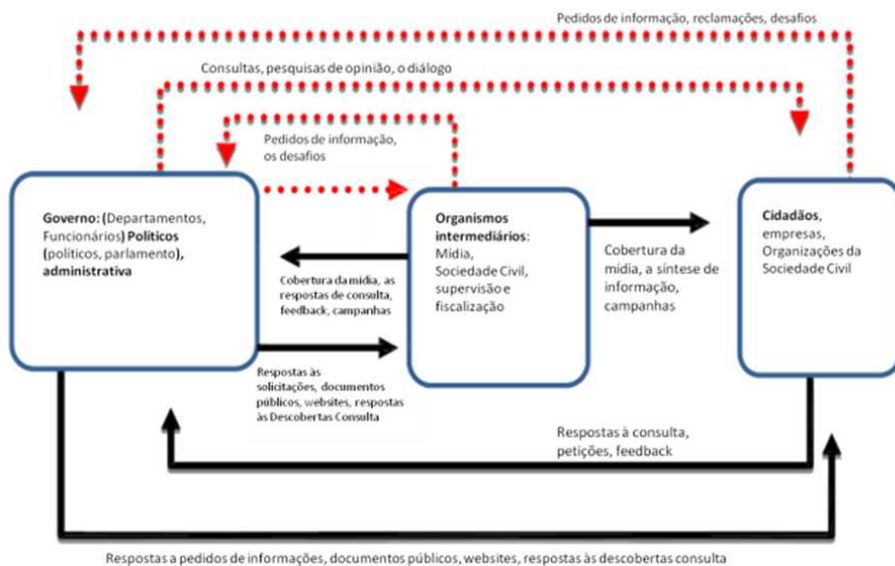 Pedidos de informação, reclamações, desafios
Consultas, pesquisas de opinião, o diálogo
Pedidos de informação,
os desafios
Governo: (Departamentos,
Funcionários) Políticos
(políticos, parlamento),
administrativa
Organismos
intermediários:
Mídia,
Sociedade Civil,
supervisão e
fiscalização
Cidadãos,
empresas,
Organizações da
Sociedade Civil
Cobertura da
mídia, a síntese de
informação,
campanhas
Cobertura da mídia, as
respostas de consulta,
feedback, campanhas
Respostas às
solicitações, documentos
públicos, websites, respostas
às Descobertas Consulta
Respostas à consulta,
petições, feedback
Respostas a pedidos de informações, documentos públicos, websites, respostas às descobertas consulta